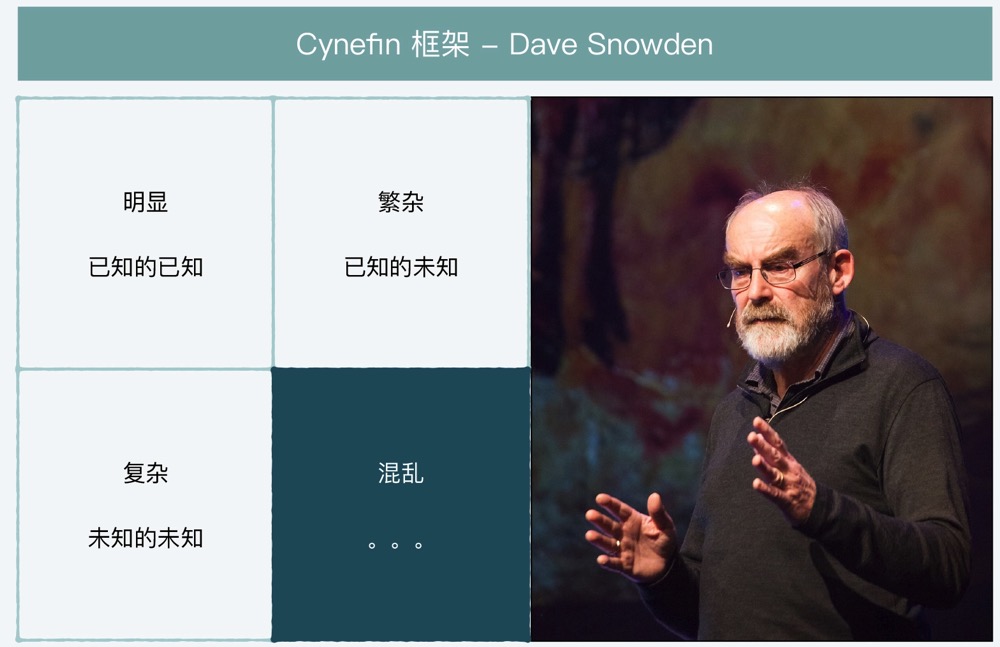 Cynefin 框架 – Dave Snowden
明显
已知的已知
繁杂
已知的未知
复杂
未知的未知
混乱
。。。